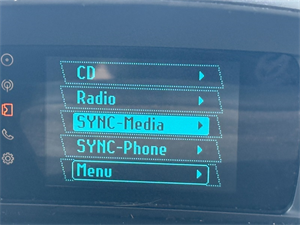 CD
Radio
SYNC-Media
SYNC-Phone
Menu